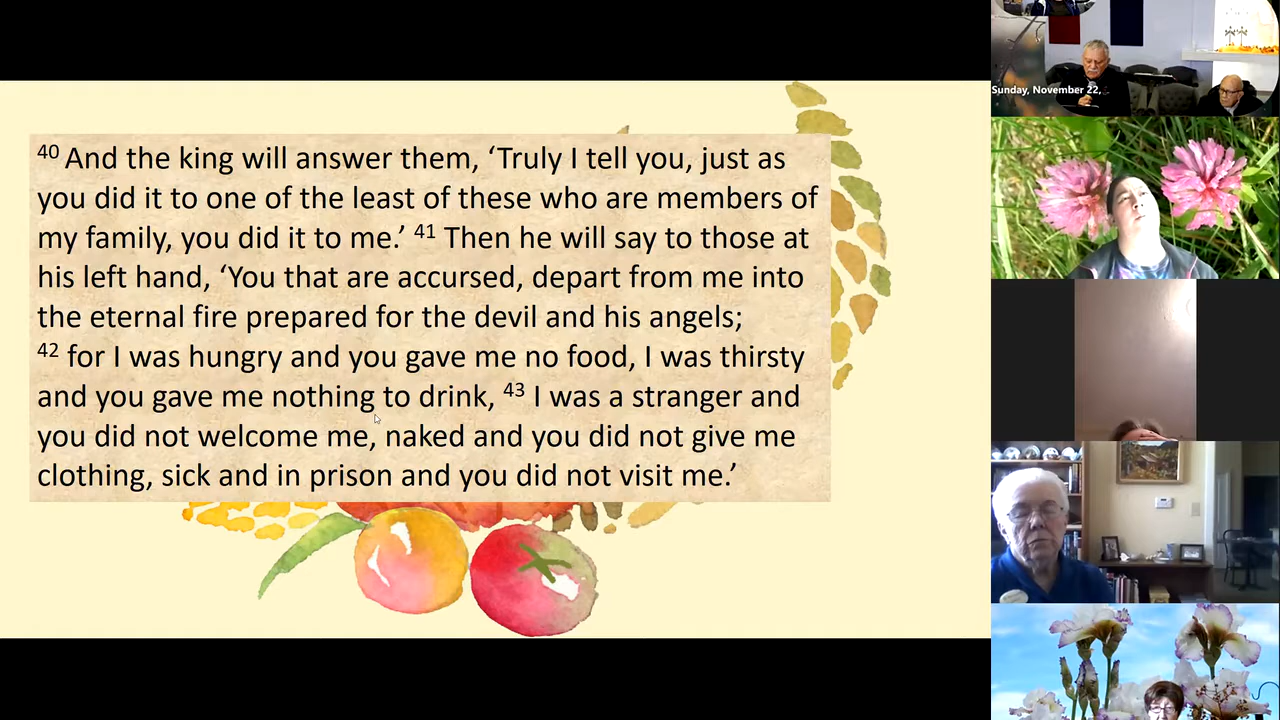 40 And the king will answer them, ‘Truly I tell you, just as
you did it to one of the least of these who are members of
my family, you did it to me.’ 41 Then he will say to those at
his left hand, ‘You that are accursed, depart from me into
the eternal fire prepared for the devil and his angels;
42 for I was hungry and you gave me no food, I was thirsty
and you gave me nothing to drink, 43 I was a stranger and
you did not welcome me, naked and you did not give me
clothing, sick and in prison and you did not visit me.’
Sunday, November 22,